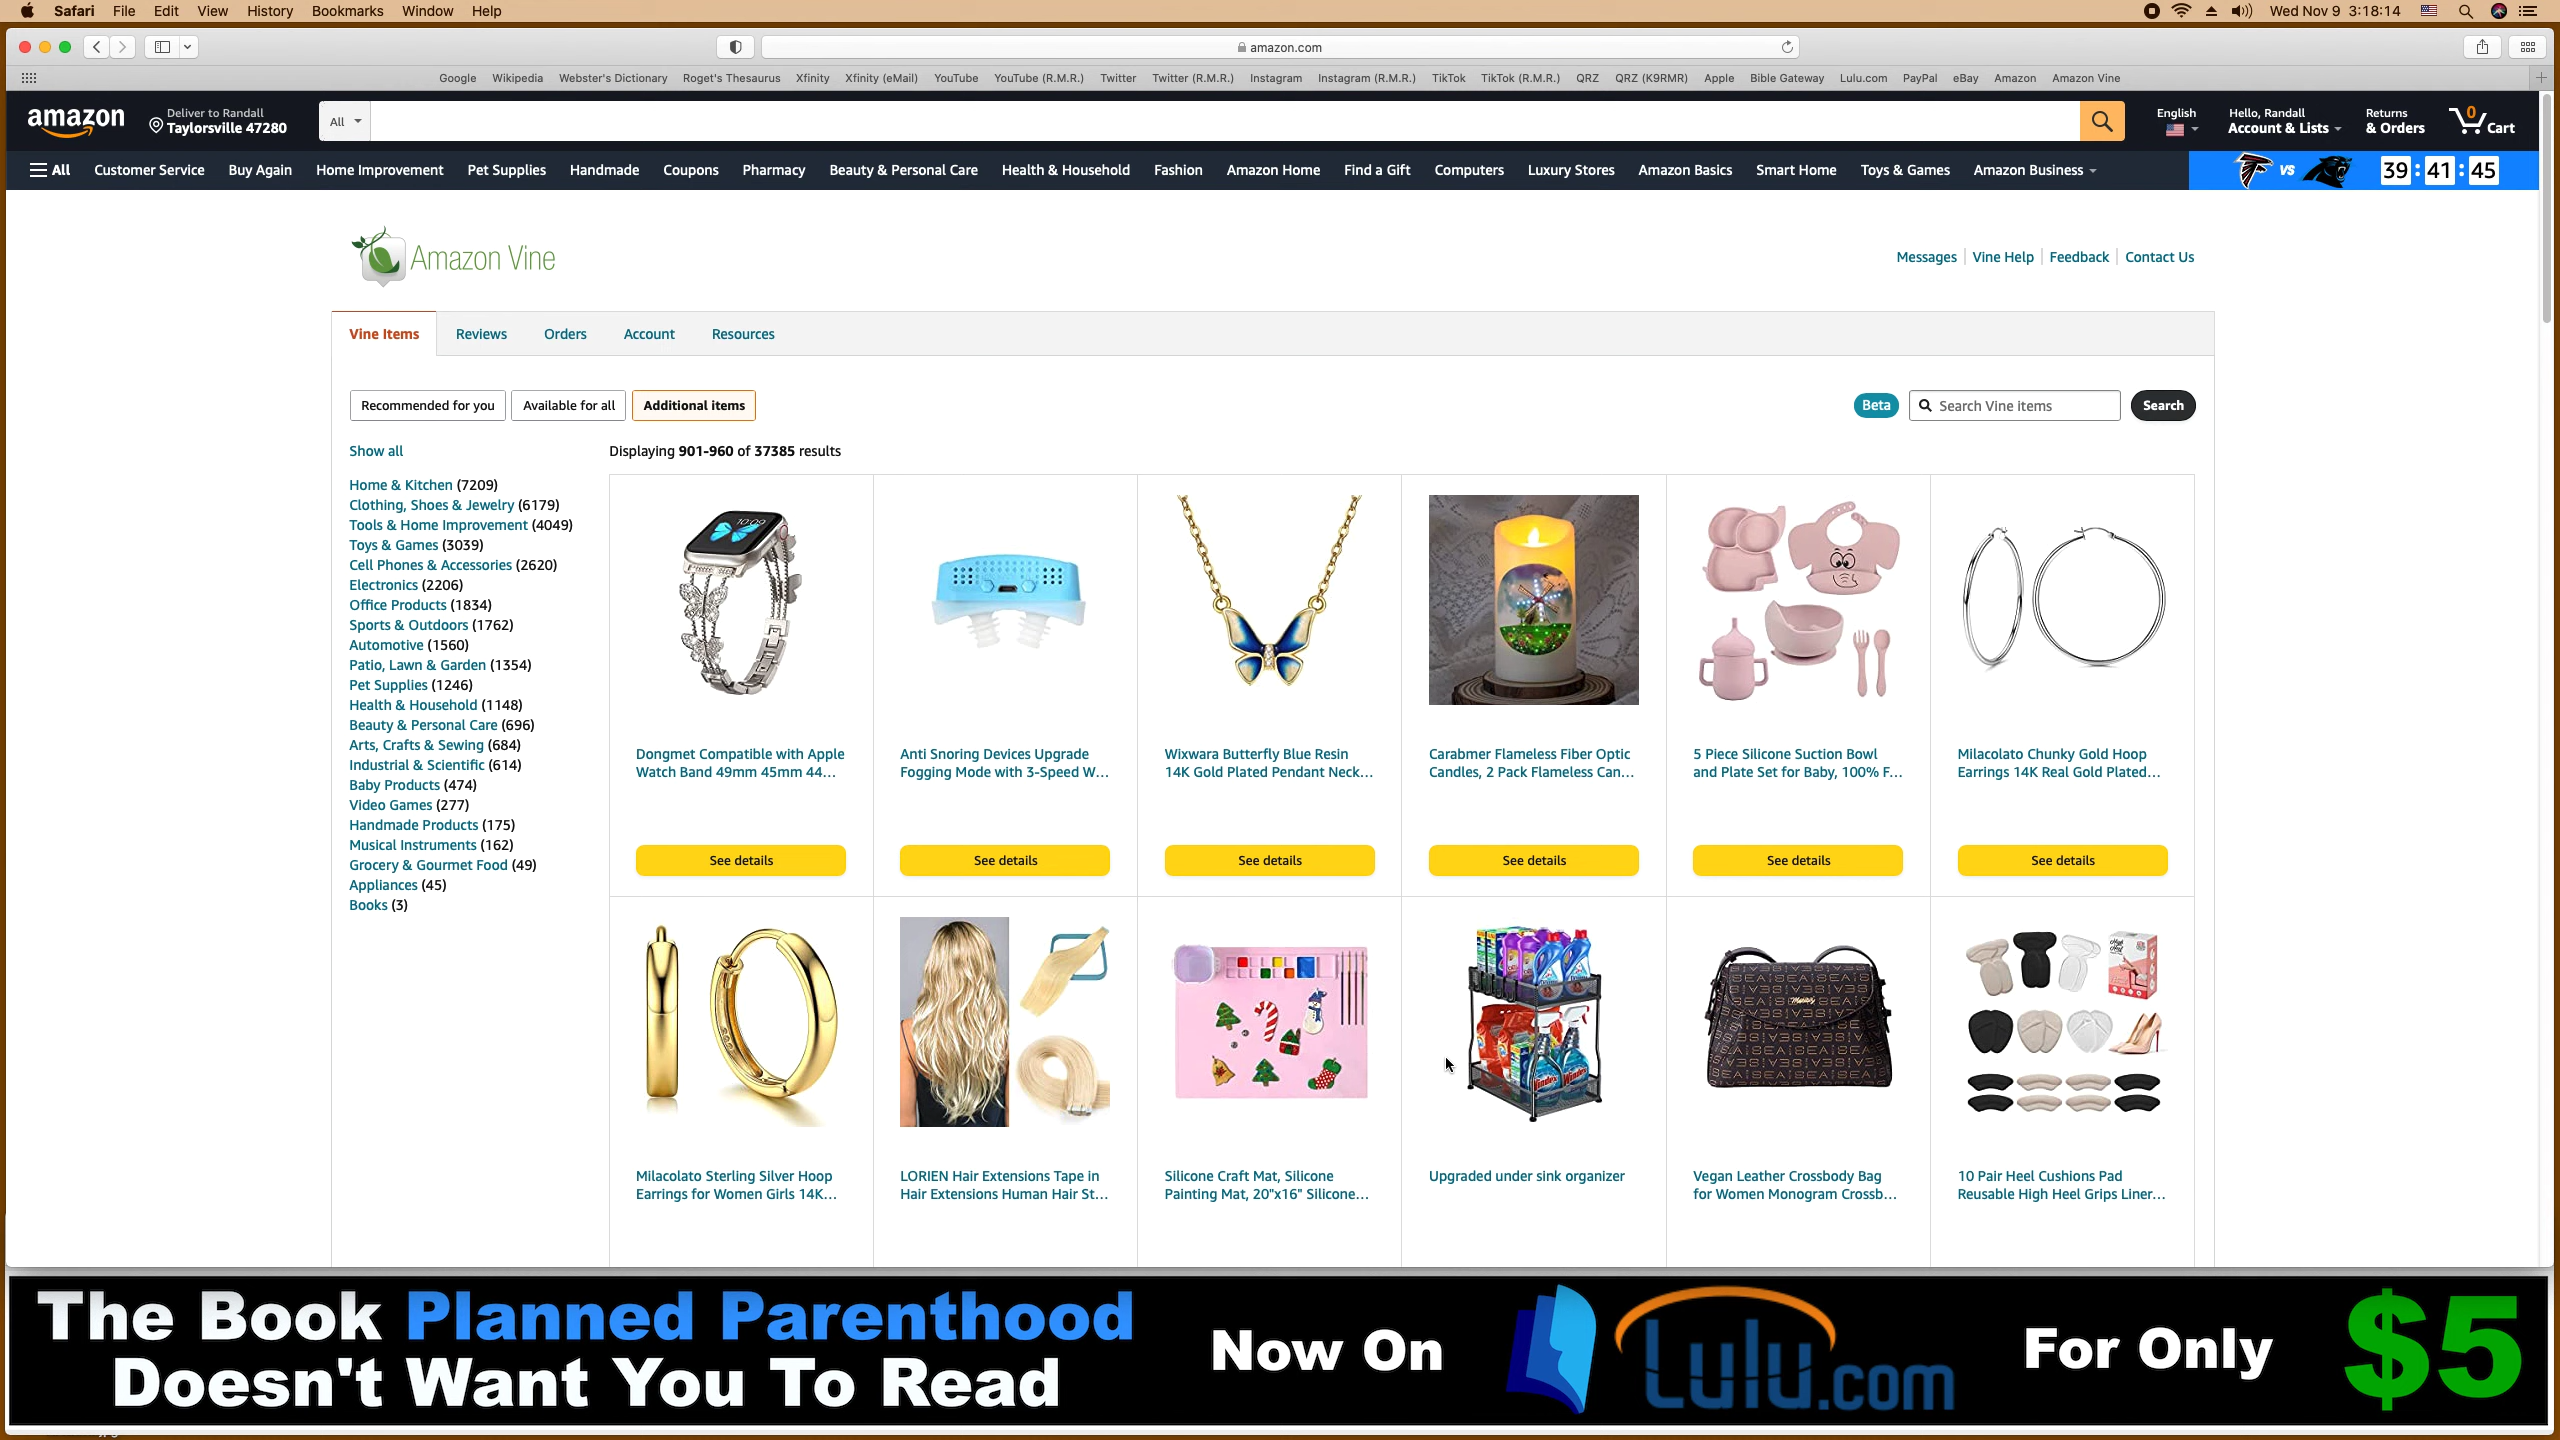 Safari File Edit View History Bookmarks Window Help
Wed Nov 9 3:18:14
amazon.com
Google Wikipedia Webster's Dictionary Roget's Thesaurus Xfinity Xfinity (eMail) YouTube YouTube (R.M.R.) Twitter Twitter (R.M.R.) Instagram Instagram (R.M.R.) TikTok TikTok (R.M.R.) QRZ QRZ (K9RMR) Apple Bible Gateway Lulu.com PayPal eBay Amazon Amazon Vine
amazon
Deliver to Randall
Taylorsville 47280
All
English
Hello, Randall
Account & Lists
Returns
& Orders
0
Cart
All Customer Service Buy Again Home Improvement Pet Supplies Handmade Coupons Pharmacy Beauty & Personal Care Health & Household Fashion Amazon Home Find a Gift Computers Luxury Stores Amazon Basics Smart Home Toys & Games Amazon Business
VS 39:41:45
Amazon Vine
Messages Vine Help Feedback Contact Us
Vine Items Reviews Orders Account Resources
Recommended for you Available for all Additional items
Beta Search Vine items Search
Show all
Displaying 901-960 of 37385 results
Home & Kitchen (7209)
Clothing, Shoes & Jewelry (6179)
Tools & Home Improvement (4049)
Toys & Games (3039)
Cell Phones & Accessories (2620)
Electronics (2206)
Office Products (1834)
Sports & Outdoors (1762)
Automotive (1560)
Patio, Lawn & Garden (1354)
Pet Supplies (1246)
Health & Household (1148)
Beauty & Personal Care (696)
Arts, Crafts & Sewing (684)
Industrial & Scientific (614)
Baby Products (474)
Video Games (277)
Handmade Products (175)
Musical Instruments (162)
Grocery & Gourmet Food (49)
Appliances (45)
Books (3)
10:09
Dongmet Compatible with Apple
Watch Band 49mm 45mm 44...
See details
Anti Snoring Devices Upgrade
Fogging Mode with 3-Speed W...
See details
Wixwara Butterfly Blue Resin
14K Gold Plated Pendant Neck...
See details
Carabmer Flameless Fiber Optic
Candles, 2 Pack Flameless Can...
See details
5 Piece Silicone Suction Bowl
and Plate Set for Baby, 100% F...
See details
Milacolato Chunky Gold Hoop
Earrings 14K Real Gold Plated...
See details
Milacolato Sterling Silver Hoop
Earrings for Women Girls 14K...
LORIEN Hair Extensions Tape in
Hair Extensions Human Hair St...
Silicone Craft Mat, Silicone
Painting Mat, 20"x16" Silicone...
Windex Windex
Upgraded under sink organizer
Vegan Leather Crossbody Bag
for Women Monogram Crossb...
10 Pair Heel Cushions Pad
Reusable High Heel Grips Liner...
The Book Planned Parenthood
Doesn't Want You To Read
Now On
Lulu.com
For Only
$5